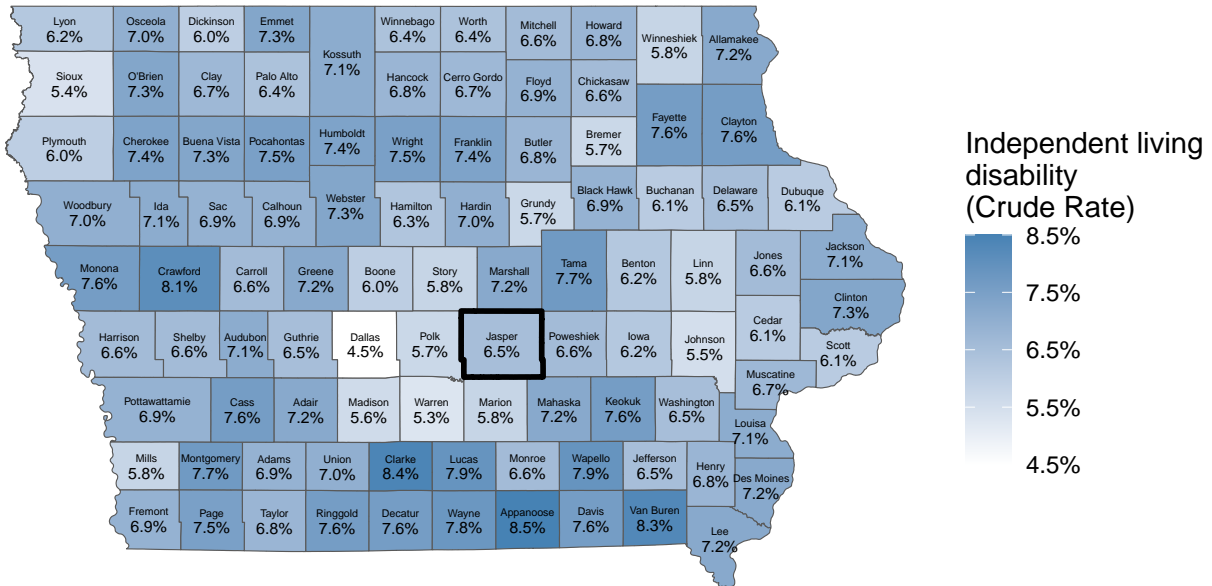 Lyon
6.2%
Osceola
7.0%
Dickinson
6.0%
Emmet
7.3%
Kossuth
7.1%
Winnebago
6.4%
Worth
6.4%
Mitchell
6.6%
Howard
6.8%
Winneshiek
5.8%
Allamakee
7.2%
Sioux
5.4%
O'Brien
7.3%
Clay
6.7%
Palo Alto
6.4%
Hancock
6.8%
Cerro Gordo
6.7%
Floyd
6.9%
Chickasaw
6.6%
Fayette
7.6%
Clayton
7.6%
Plymouth
6.0%
Cherokee
7.4%
Buena Vista
7.3%
Pocahontas
7.5%
Humboldt
7.4%
Wright
7.5%
Franklin
7.4%
Butler
6.8%
Bremer
5.7%
Woodbury
7.0%
Ida
7.1%
Sac
6.9%
Calhoun
6.9%
Webster
7.3%
Hamilton
6.3%
Hardin
7.0%
Grundy
5.7%
Black Hawk
6.9%
Buchanan
6.1%
Delaware
6.5%
Dubuque
6.1%
Monona
7.6%
Crawford
8.1%
Carroll
6.6%
Greene
7.2%
Boone
6.0%
Story
5.8%
Marshall
7.2%
Tama
7.7%
Benton
6.2%
Linn
5.8%
Jones
6.6%
Jackson
7.1%
Clinton
7.3%
Harrison
6.6%
Shelby
6.6%
Audubon
7.1%
Guthrie
6.5%
Dallas
4.5%
Polk
5.7%
Jasper
6.5%
Poweshiek
6.6%
Iowa
6.2%
Johnson
5.5%
Cedar
6.1%
Scott
6.1%
Muscatine
6.7%
Pottawattamie
6.9%
Cass
7.6%
Adair
7.2%
Madison
5.6%
Warren
5.3%
Marion
5.8%
Mahaska
7.2%
Keokuk
7.6%
Washington
6.5%
Louisa
7.1%
Mills
5.8%
Montgomery
7.7%
Adams
6.9%
Union
7.0%
Clarke
8.4%
Lucas
7.9%
Monroe
6.6%
Wapello
7.9%
Jefferson
6.5%
Henry
6.8%
Des Moines
7.2%
Fremont
6.9%
Page
7.5%
Taylor
6.8%
Ringgold
7.6%
Decatur
7.6%
Wayne
7.8%
Appanoose
8.5%
Davis
7.6%
Van Buren
8.3%
Lee
7.2%
Independent living
disability
(Crude Rate)
8.5%
7.5%
6.5%
5.5%
4.5%